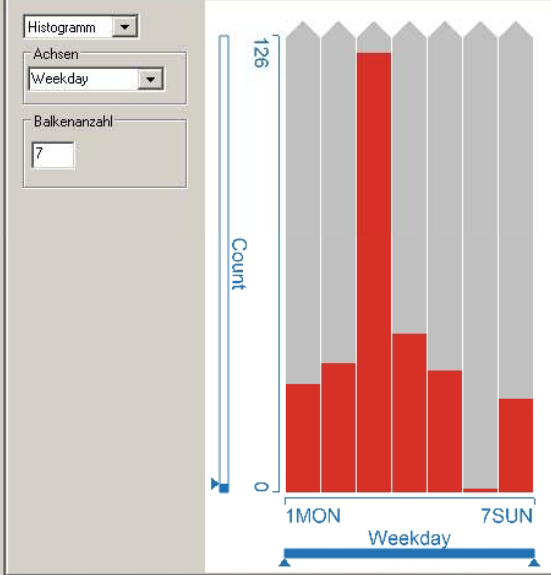 Histogramm
Achsen
Weekday
Balkenanzahl
7
126
Count
0
1MON
7SUN
Weekday